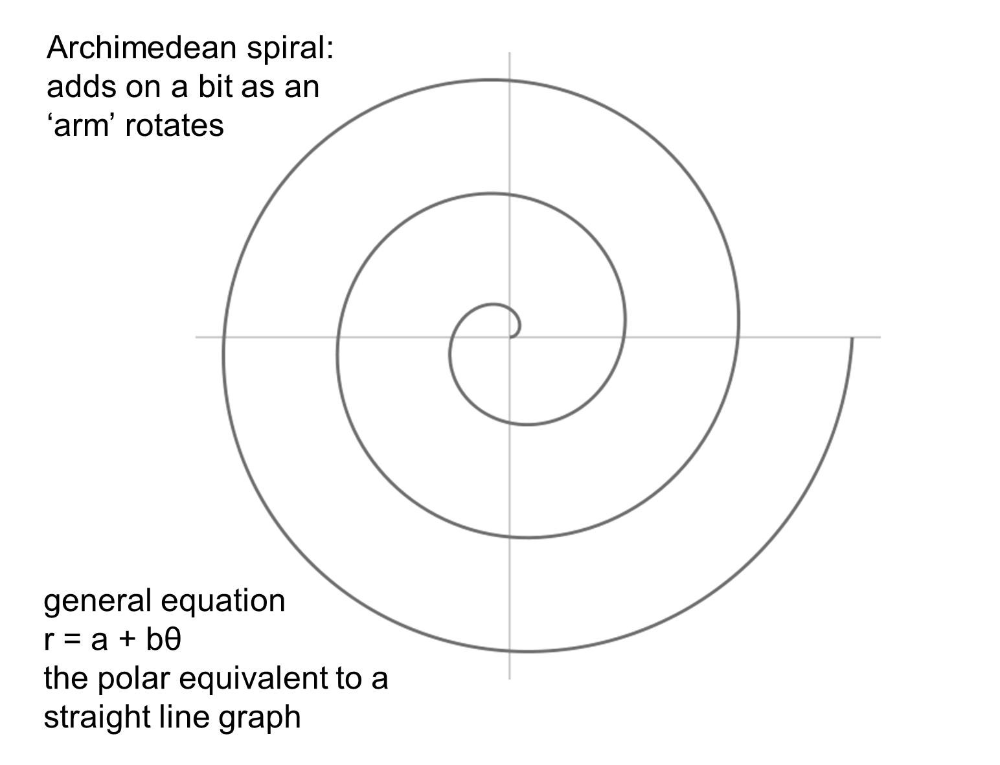 Archimedean spiral:
adds on a bit as an
‘arm’ rotates
general equation
r = a + bθ
the polar equivalent to a
straight line graph